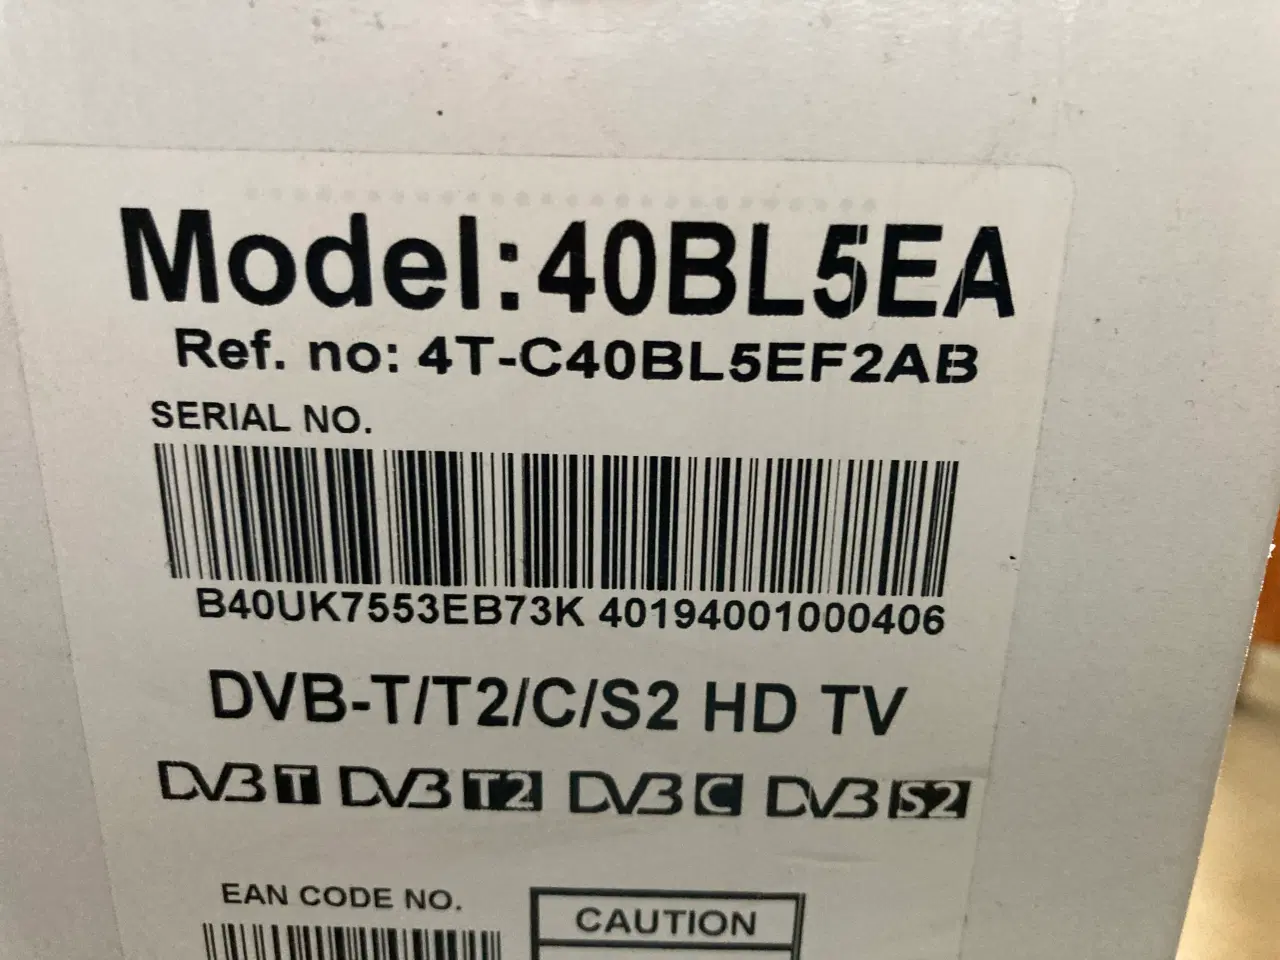 Model:40BL5EA
Ref. no: 4T-C40BL5EF2AB
SERIAL NO.
B40UK7553EB73K 40194001000406
DVB-T/T2/C/S2 HD TV
DVB T DVB T2 DVB C DVB S2
EAN CODE NO.
CAUTION